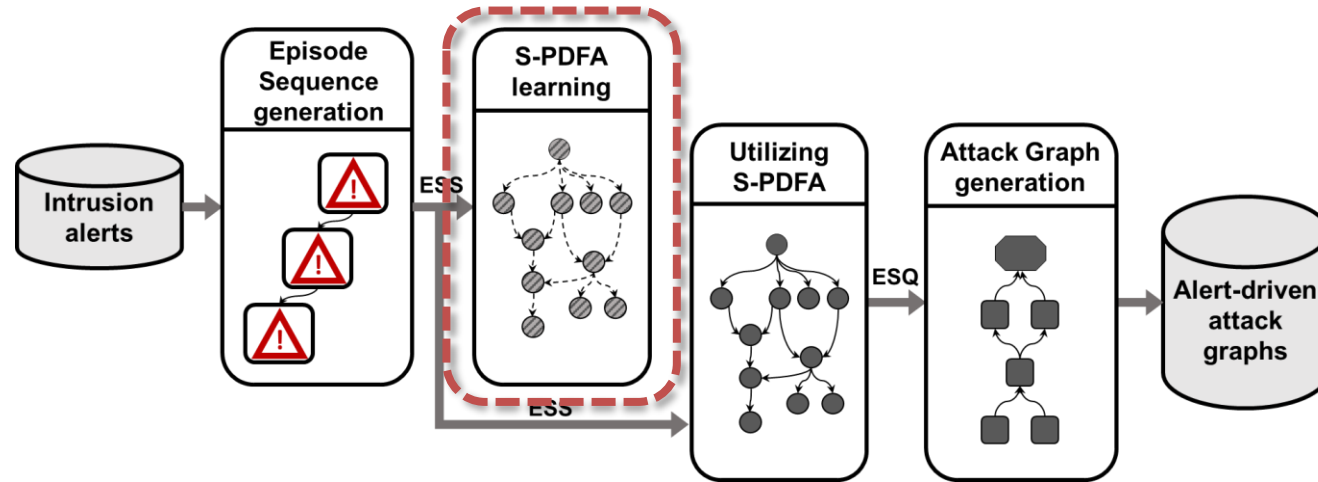 Intrusion
alerts
Episode
Sequence
generation
!
!
!
ESS
ESS
S-PDFA
learning
Utilizing
S-PDFA
ESQ
Attack Graph
generation
Alert-driven
attack
graphs